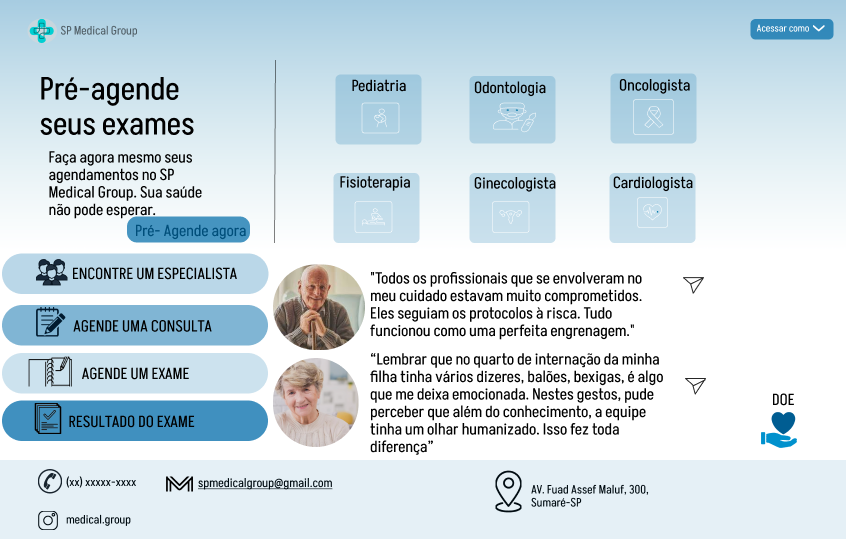 SP Medical Group
Acessar como
Pré-agende
seus exames
Faça agora mesmo seus
agendamentos no SP
Medical Group. Sua saúde
não pode esperar.
Pré- Agende agora
Pediatria
Odontologia
Oncologista
Fisioterapia
Ginecologista
Cardiologista
ENCONTRE UM ESPECIALISTA
AGENDE UMA CONSULTA
AGENDE UM EXAME
RESULTADO DO EXAME
"Todos os profissionais que se envolveram no
meu cuidado estavam muito comprometidos.
Eles seguiam os protocolos à risca. Tudo
funcionou como uma perfeita engrenagem."
“Lembrar que no quarto de internação da minha
filha tinha vários dizeres, balões, bexigas, é algo
que me deixa emocionada. Nestes gestos, pude
perceber que além do conhecimento, a equipe
tinha um olhar humanizado. Isso fez toda
diferença”
DOE
(xx) xxxxx-xxxx
spmedicalgroup@gmail.com
AV. Fuad Assef Maluf, 300,
Sumaré-SP
medical.group